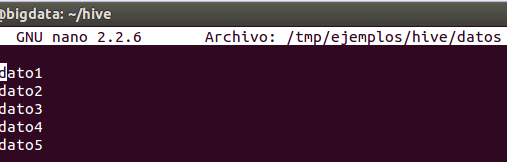 @bigdata: ~/hive
GNU nano 2.2.6 Archivo: /tmp/ejemplos/hive/datos
dato1
dato2
dato3
dato4
dato5